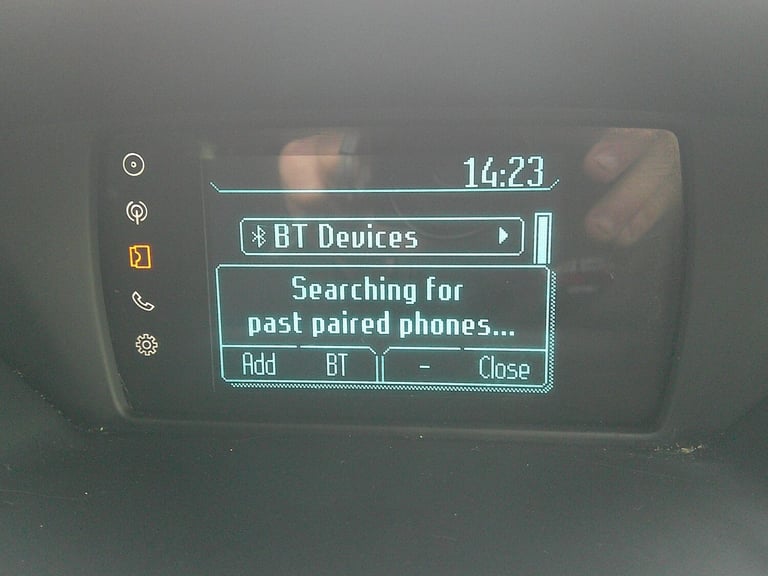 14:23
BT Devices
Searching for
past paired phones...
Add BT - Close